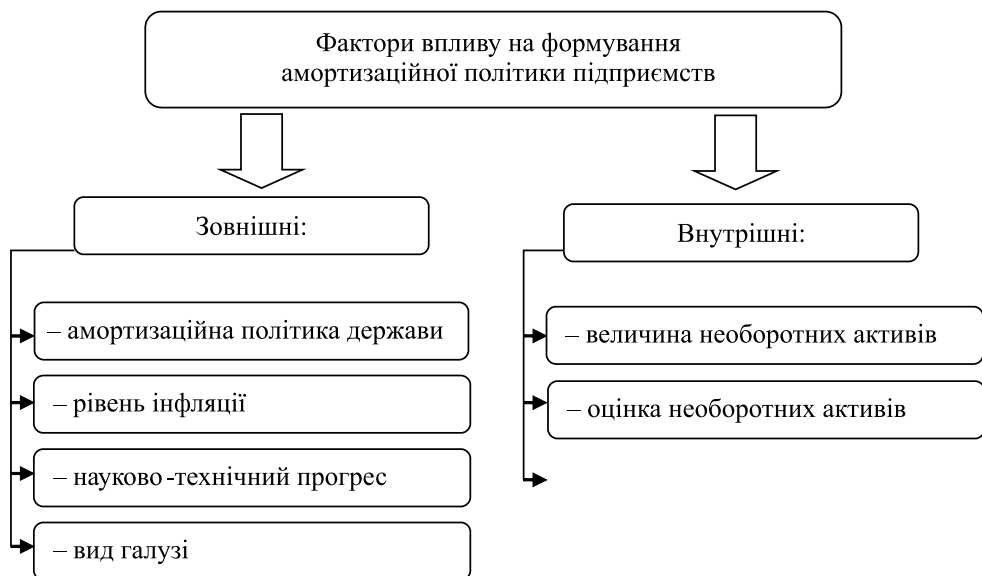 Фактори впливу на формування
амортизаційної політики підприємств
Зовнішні:
– амортизаційна політика держави
– рівень інфляції
– науково-технічний прогрес
– вид галузі
Внутрішні:
– величина необоротних активів
– оцінка необоротних активів